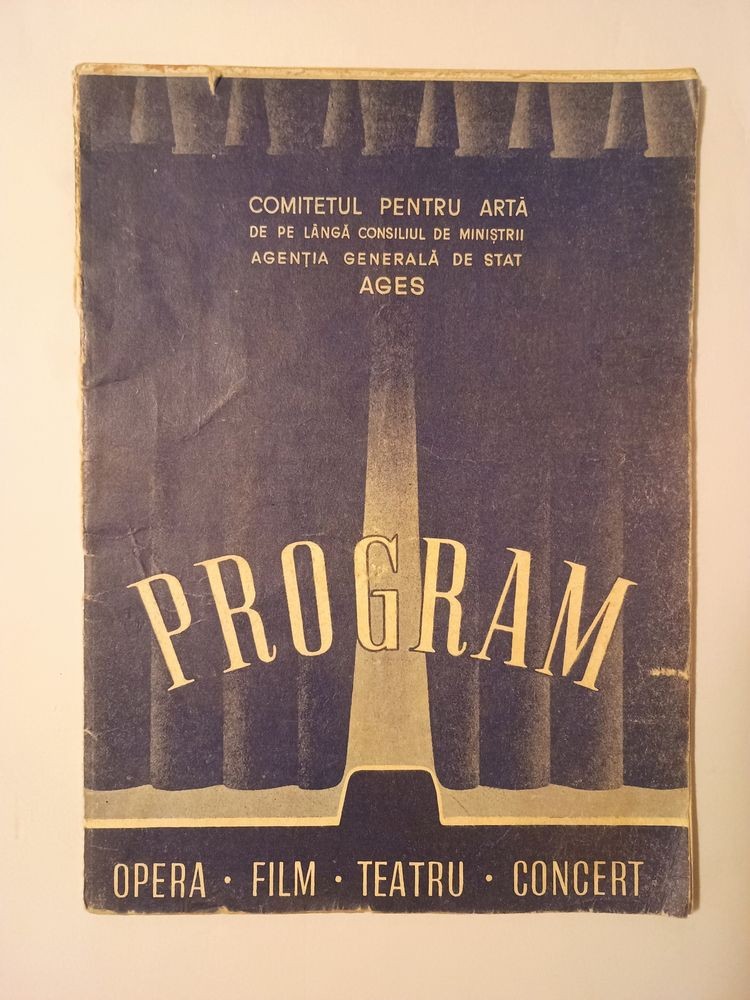 COMITETUL PENTRU ARTĂ
DE PE LÂNGĂ CONSILIUL DE MINIȘTRII
AGENȚIA GENERALĂ DE STAT
AGES
PROGRAM
OPERA • FILM • TEATRU • CONCERT